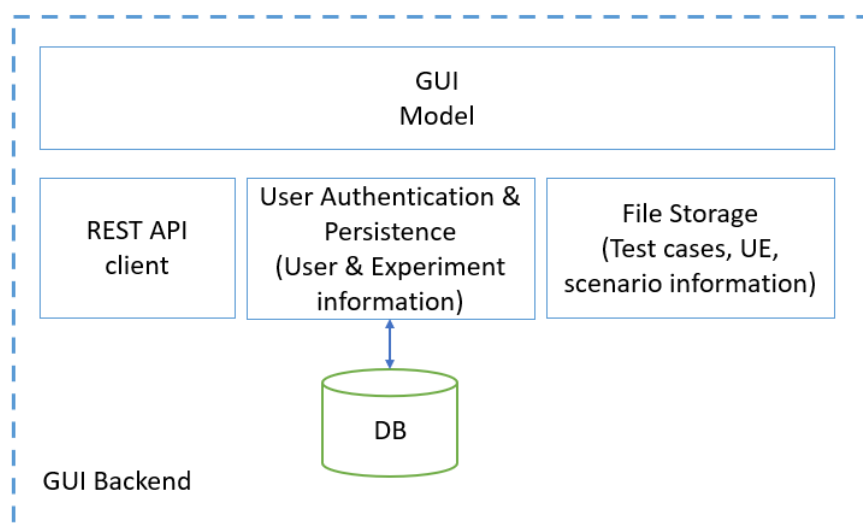 GUI
Model
REST API
client
User Authentication &
Persistence
(User & Experiment
information)
File Storage
(Test cases, UE,
scenario information)
DB
GUI Backend